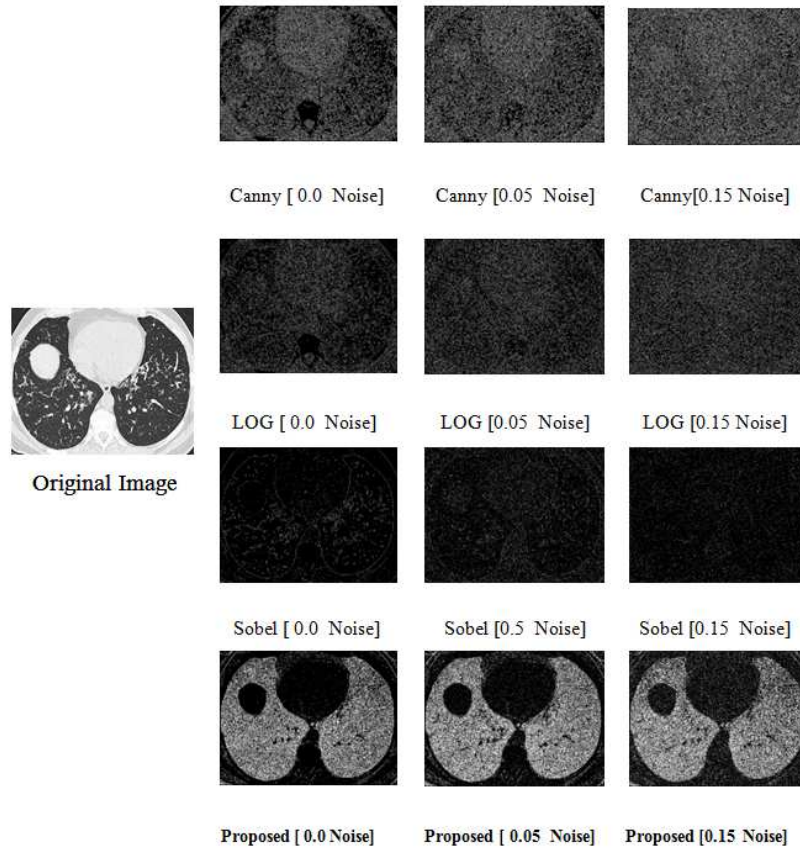 Canny [ 0.0  Noise]
Canny [0.05  Noise]
Canny[0.15 Noise]
LOG [ 0.0  Noise]
LOG [0.05  Noise]
LOG [0.15 Noise]
Original Image
Sobel [ 0.0  Noise]
Sobel [0.5  Noise]
Sobel [0.15  Noise]
Proposed [ 0.0 Noise]
Proposed [ 0.05  Noise]
Proposed [0.15 Noise]